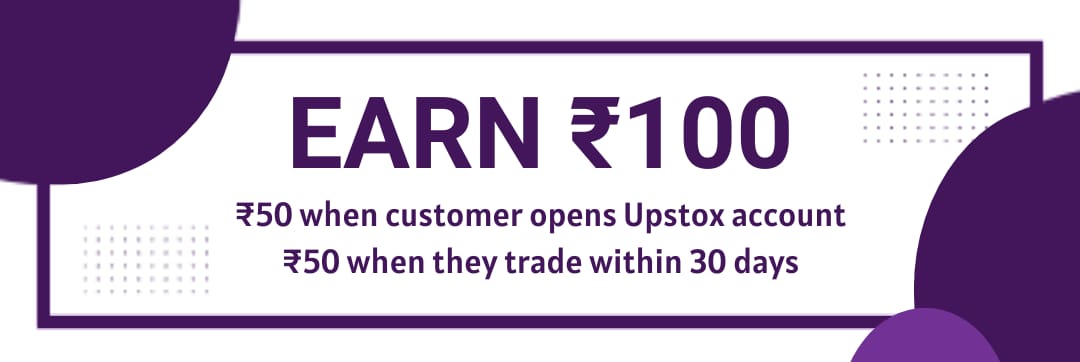 EARN ₹100
₹50 when customer opens Upstox account
₹50 when they trade within 30 days